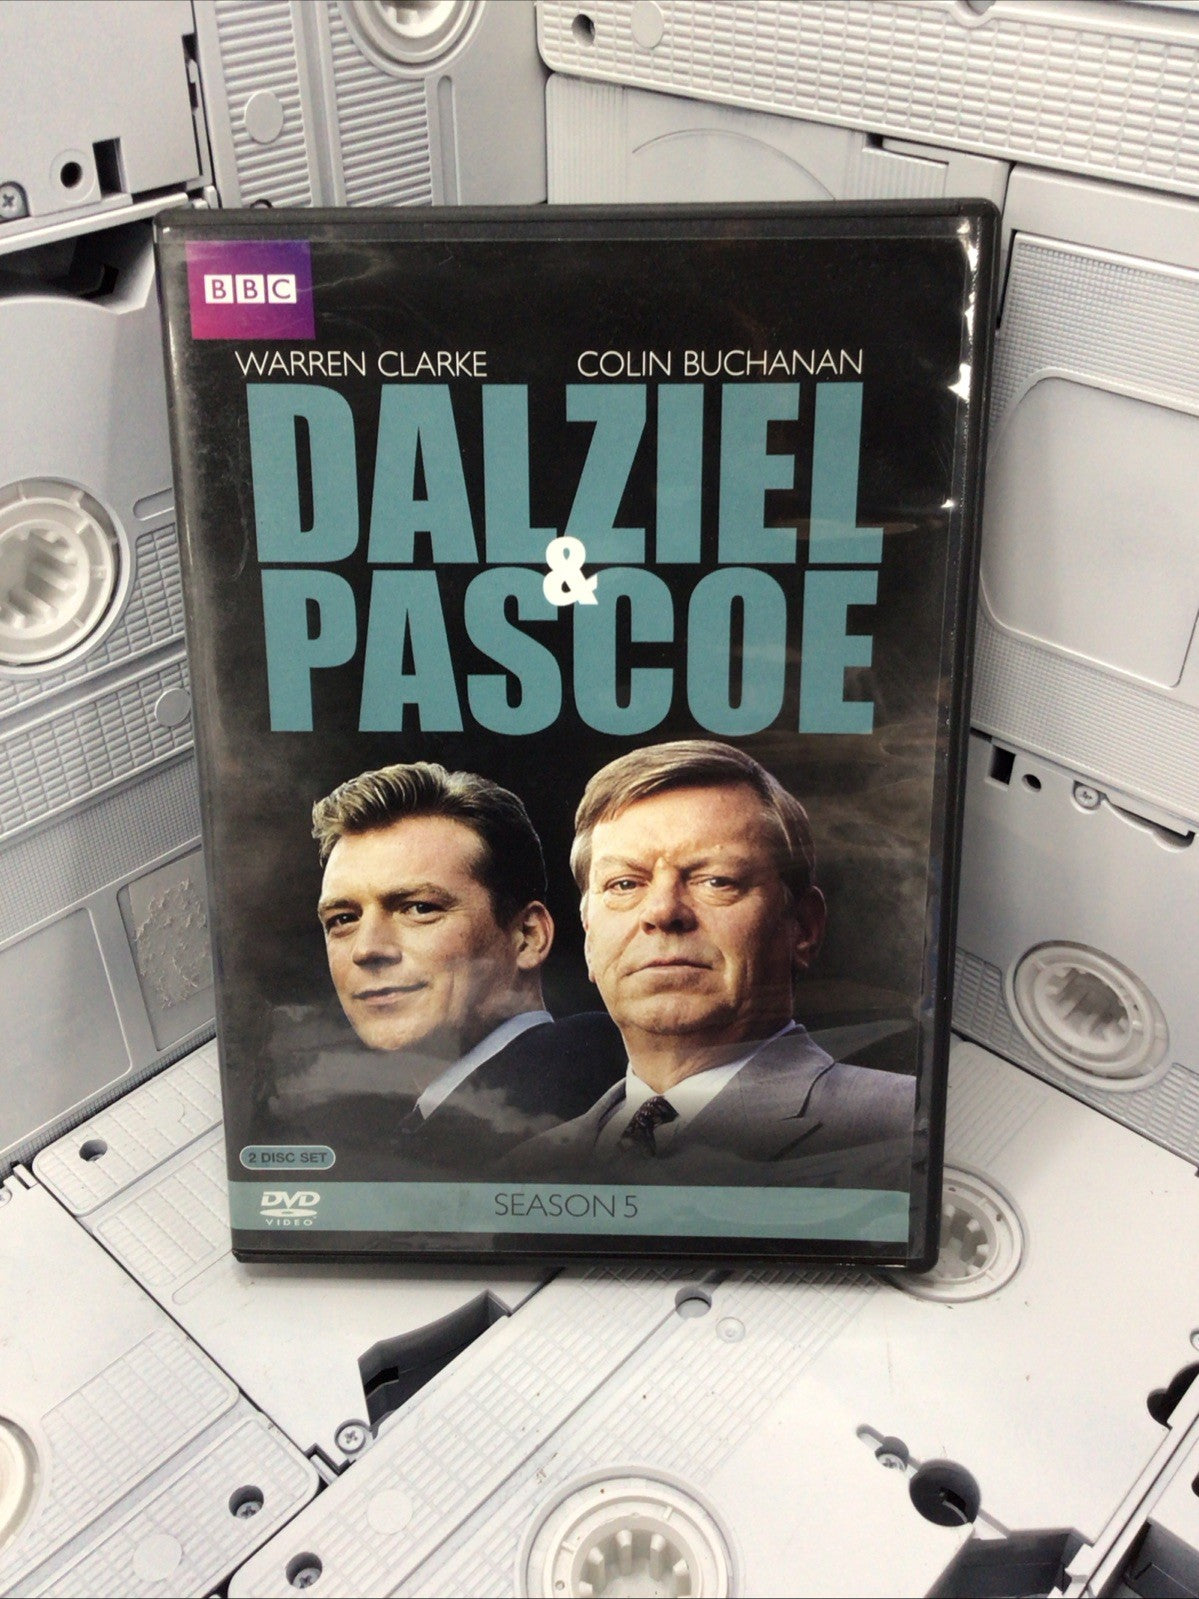 BBC
WARREN CLARKE COLIN BUCHANAN
DALZIEL
&
PASCOE
2 DISC SET
DVD
VIDEO
SEASON 5